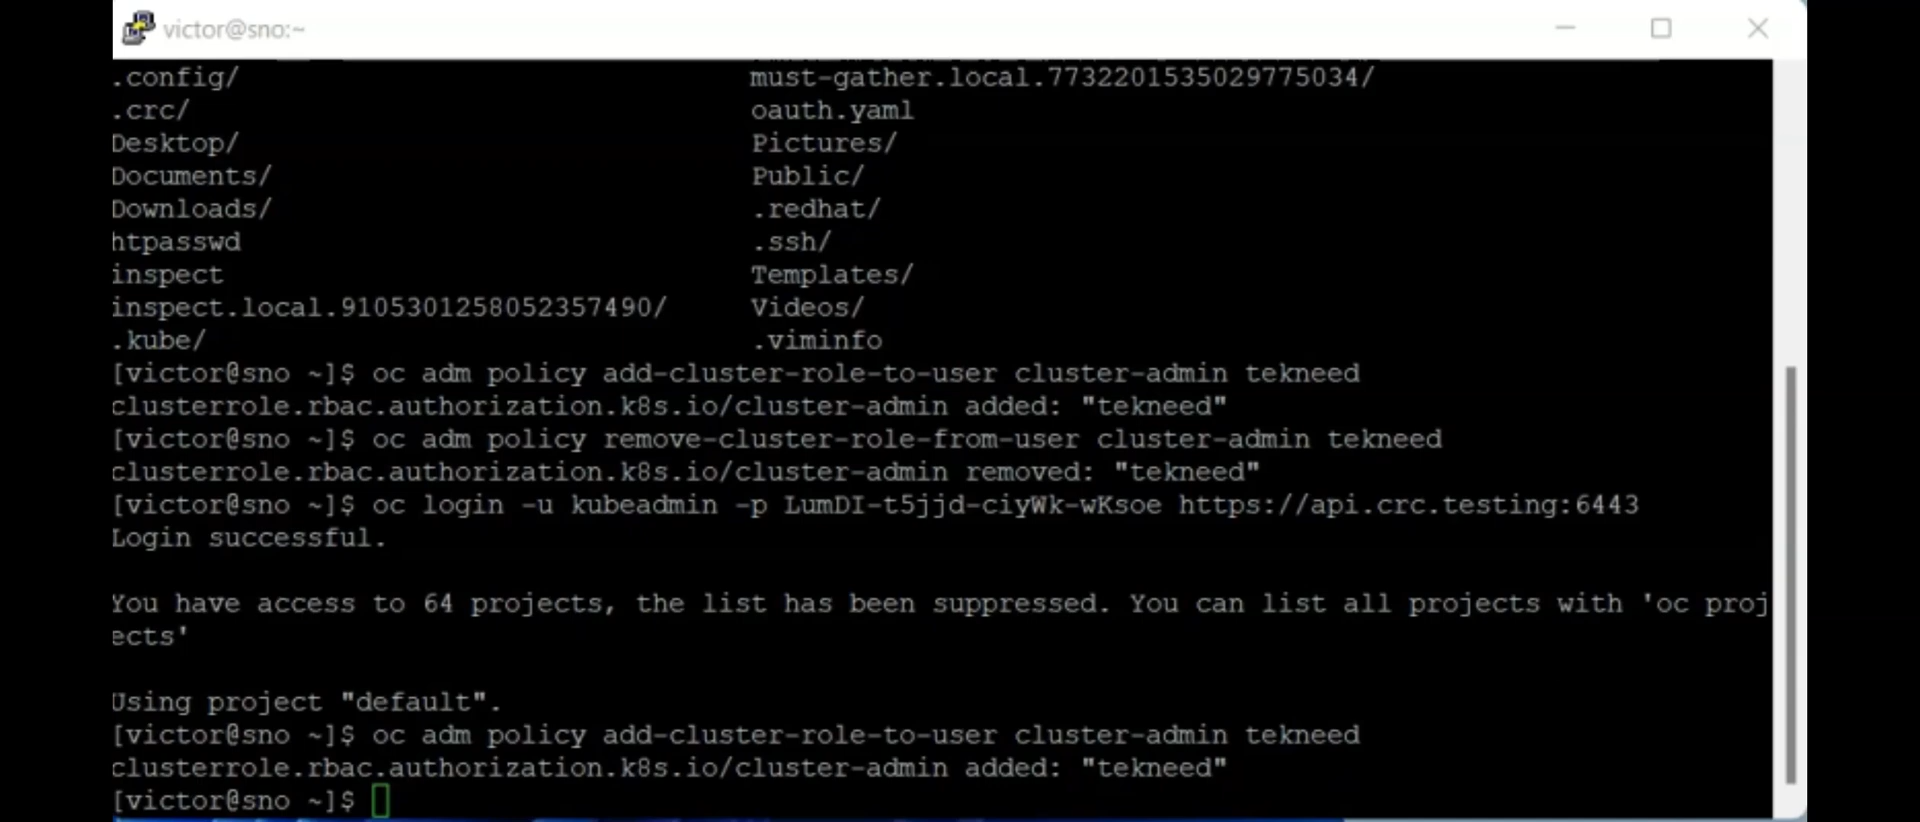 victor@sno:~
.config/ must-gather.local.7732201535029775034/
.crc/ oauth.yaml
Desktop/ Pictures/
Documents/ Public/
Downloads/ .redhat/
htpasswd .ssh/
inspect Templates/
inspect.local.9105301258052357490/ Videos/
.kube/ .viminfo
[victor@sno ~]$ oc adm policy add-cluster-role-to-user cluster-admin tekneed
clusterrole.rbac.authorization.k8s.io/cluster-admin added: "tekneed"
[victor@sno ~]$ oc adm policy remove-cluster-role-from-user cluster-admin tekneed
clusterrole.rbac.authorization.k8s.io/cluster-admin removed: "tekneed"
[victor@sno ~]$ oc login -u kubeadmin -p LumDI-t5jjd-ciyWk-wKsoe https://api.crc.testing:6443
Login successful.
You have access to 64 projects, the list has been suppressed. You can list all projects with 'oc proj
ects'
Using project "default".
[victor@sno ~]$ oc adm policy add-cluster-role-to-user cluster-admin tekneed
clusterrole.rbac.authorization.k8s.io/cluster-admin added: "tekneed"
[victor@sno ~]$